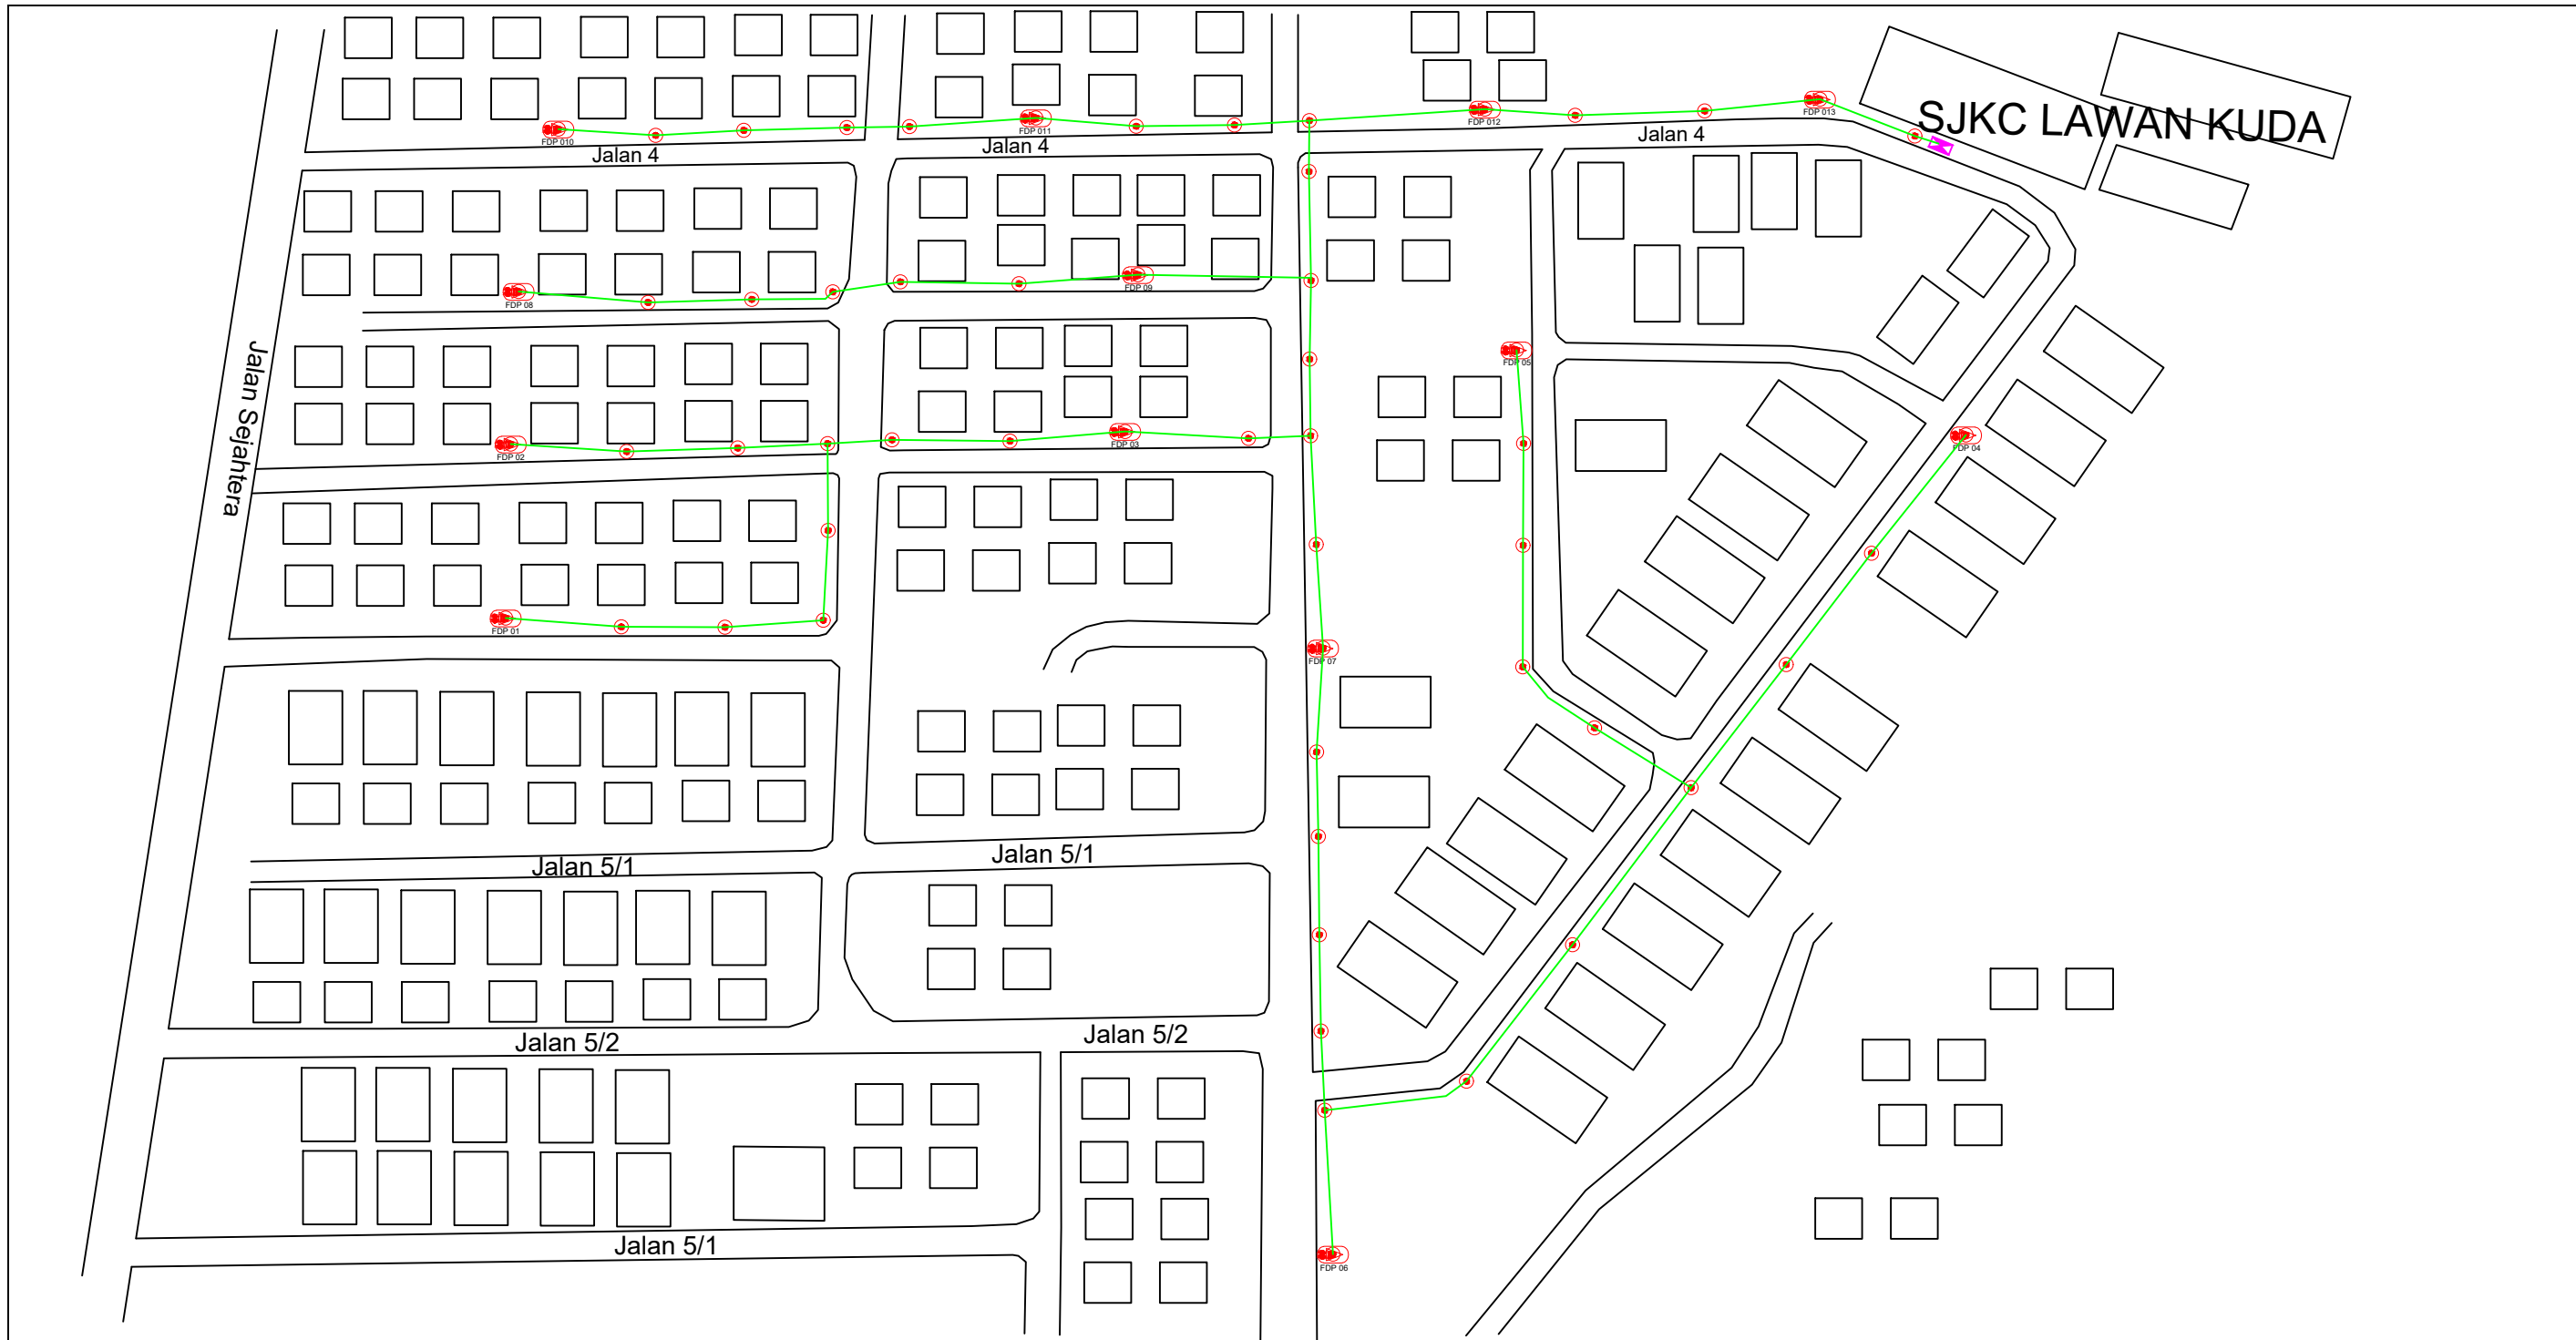 SJKC LAWAN KUDA
FDP 013
FDP 012
FDP 011
FDP 010
Jalan 4
Jalan 4
Jalan 4
FDP 09
FDP 08
Jalan Sejahtera
FDP 05
FDP 03
FDP 02
FDP 04
FDP 01
FDP 07
Jalan 5/1
Jalan 5/1
Jalan 5/2
Jalan 5/2
Jalan 5/1
FDP 06